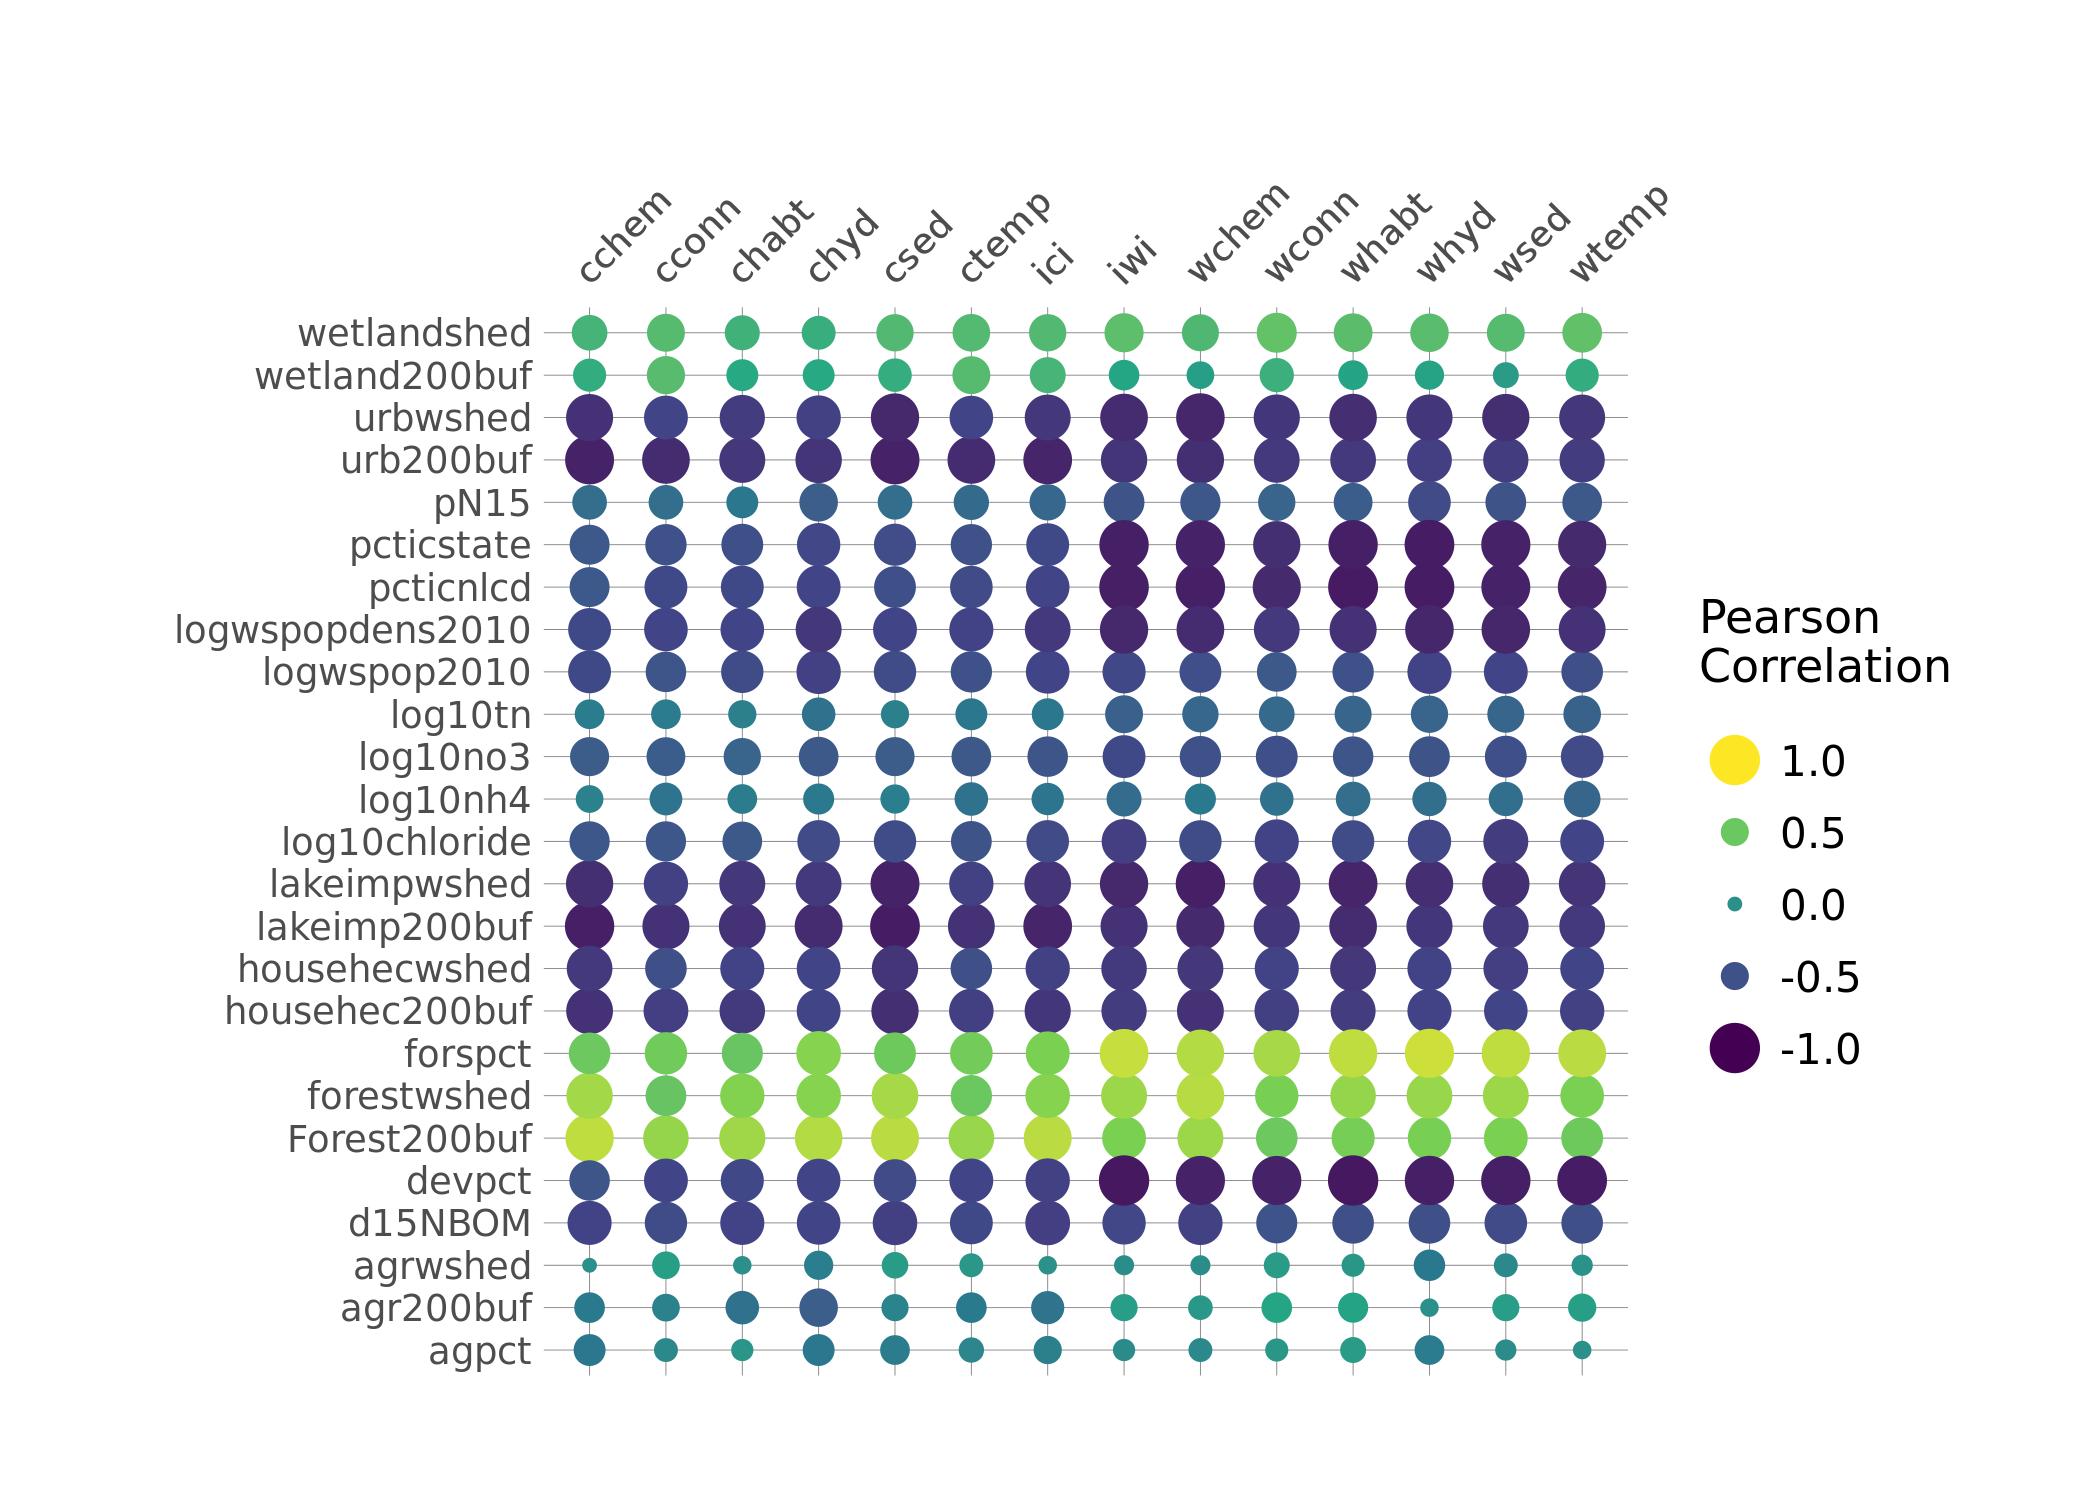 cchem
cconn
chabt
chyd
csed
ctemp
ici
iwi
wchem
wconn
whabt
whyd
wsed
wtemp
wetlandshed
wetland200buf
urbwshed
urb200buf
pN15
pcticstate
pcticnlcd
logwspopdens2010
logwspop2010
log10tn
log10no3
log10nh4
log10chloride
lakeimpwshed
lakeimp200buf
househecwshed
househec200buf
forspct
forestwshed
Forest200buf
devpct
d15NBOM
agrwshed
agr200buf
agpct
Pearson
Correlation
1.0
0.5
0.0
-0.5
-1.0